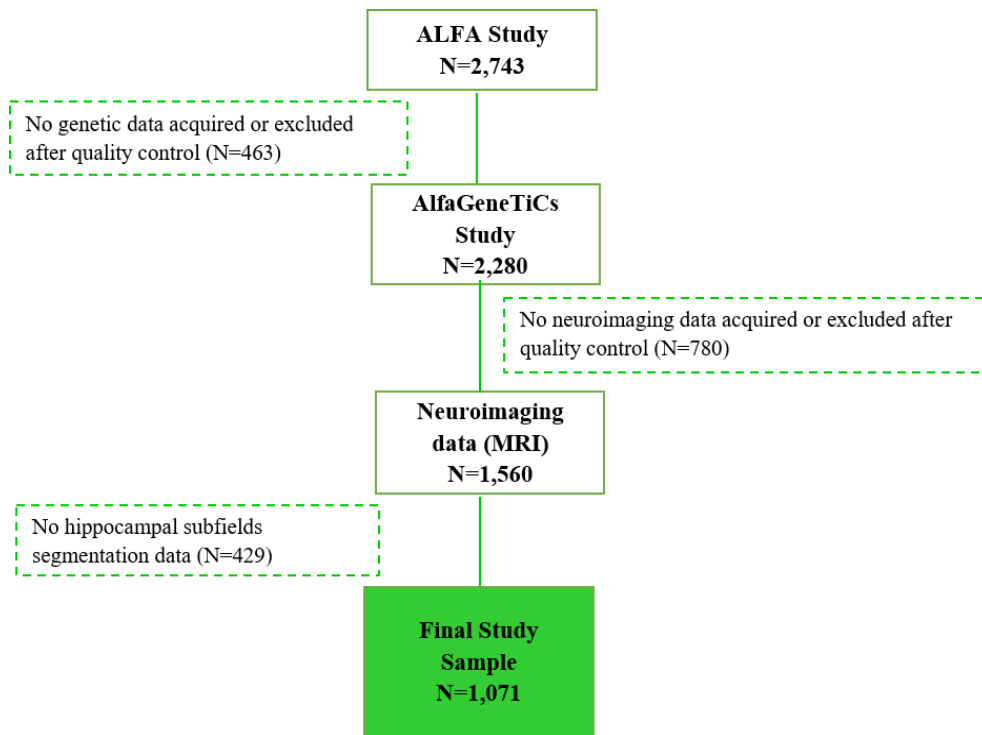 ALFA Study
N=2,743
No genetic data acquired or excluded
after quality control (N=463)
AlfaGeneTiCs
Study
N=2,280
No neuroimaging data acquired or excluded after
quality control (N=780)
Neuroimaging
data (MRI)
N=1,560
No hippocampal subfields
segmentation data (N=429)
Final Study
Sample
N=1,071